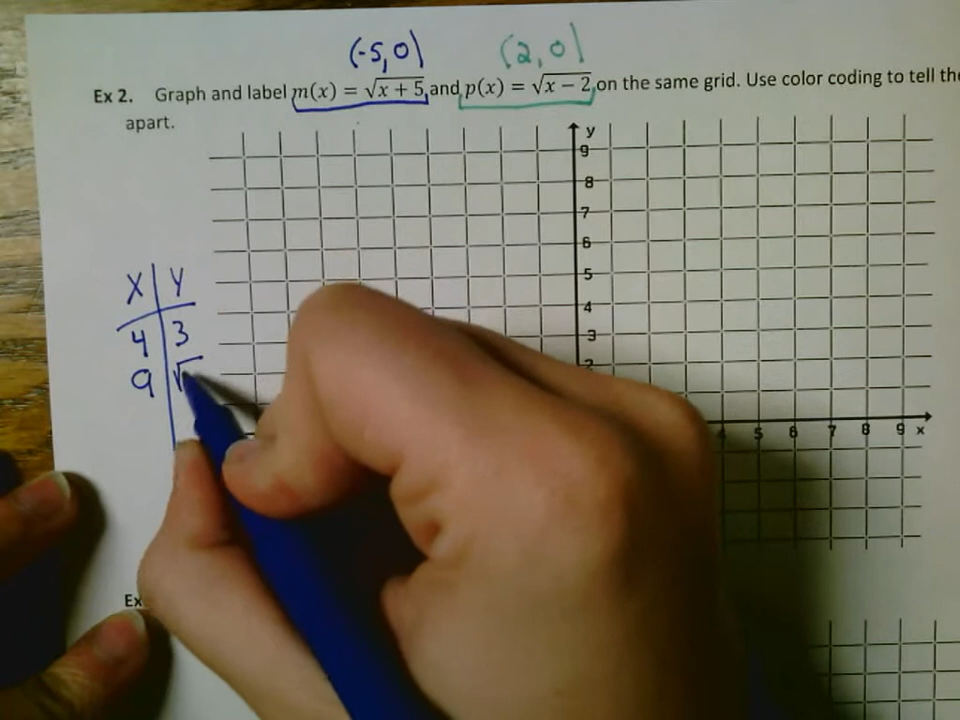 (-5,0) (2,0)
Ex 2. Graph and label m(x) = √x + 5 and p(x) = √x − 2 on the same grid. Use color coding to tell the
apart.
y
9
8
7
6
5
4
3
2
X Y
4 3
9 √
4 5 6 7 8 9 x
Ex